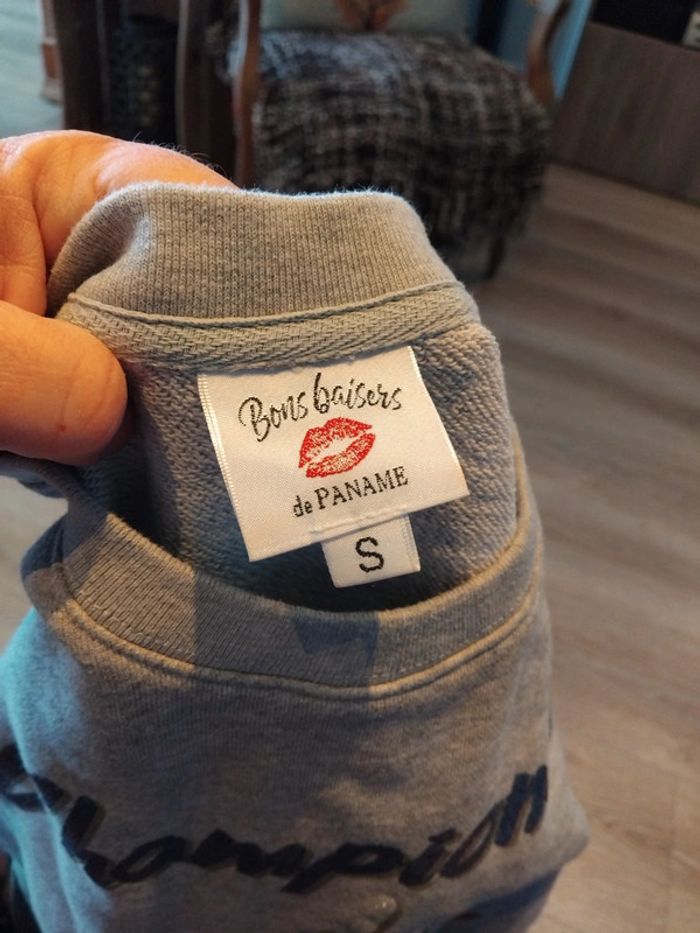 Bons baisers
de PANAME
S
Champion